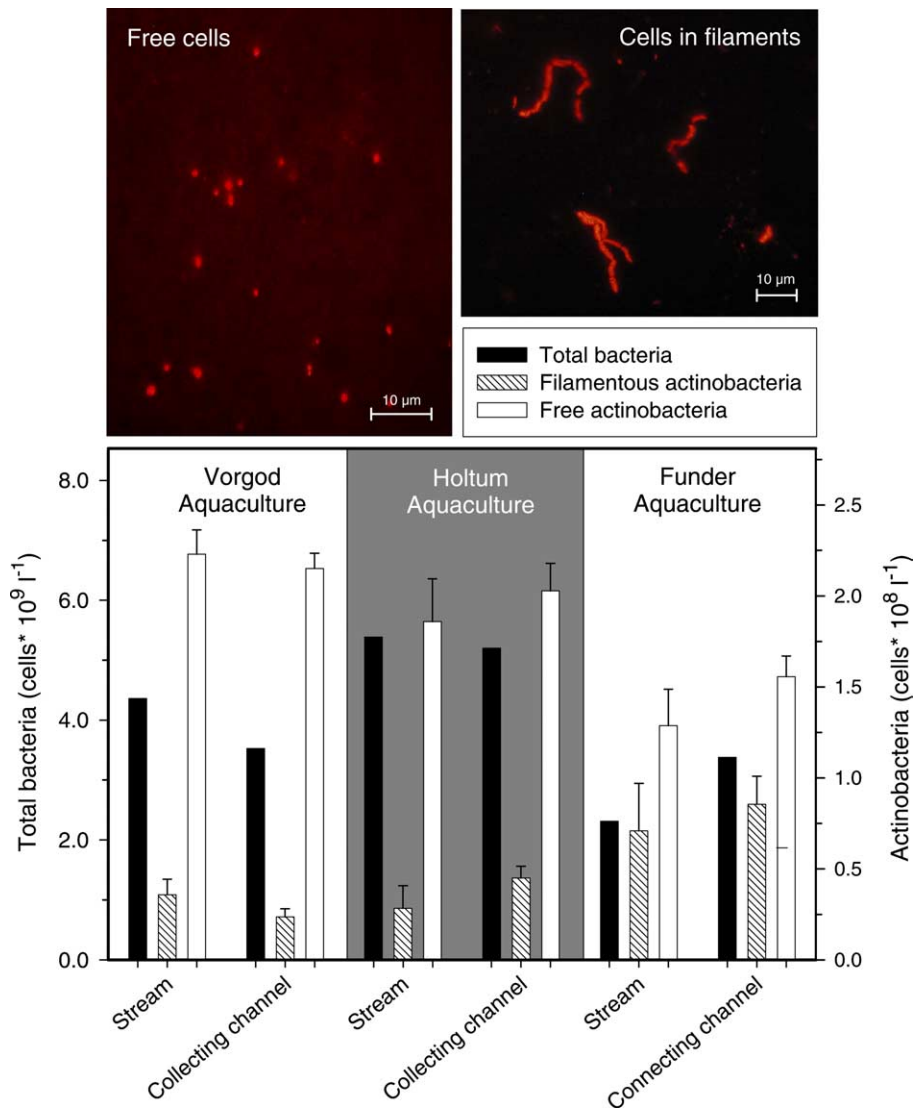 Free cells
10 µm
Cells in filaments
10 µm
Total bacteria
Filamentous actinobacteria
Free actinobacteria
Vorgod
Aquaculture
Holtum
Aquaculture
Funder
Aquaculture
Total bacteria (cells* 10⁹ l⁻¹)
8.0
6.0
4.0
2.0
0.0
Actinobacteria (cells* 10⁸ l⁻¹)
2.5
2.0
1.5
1.0
0.5
0.0
Stream
Collecting channel
Stream
Collecting channel
Stream
Connecting channel